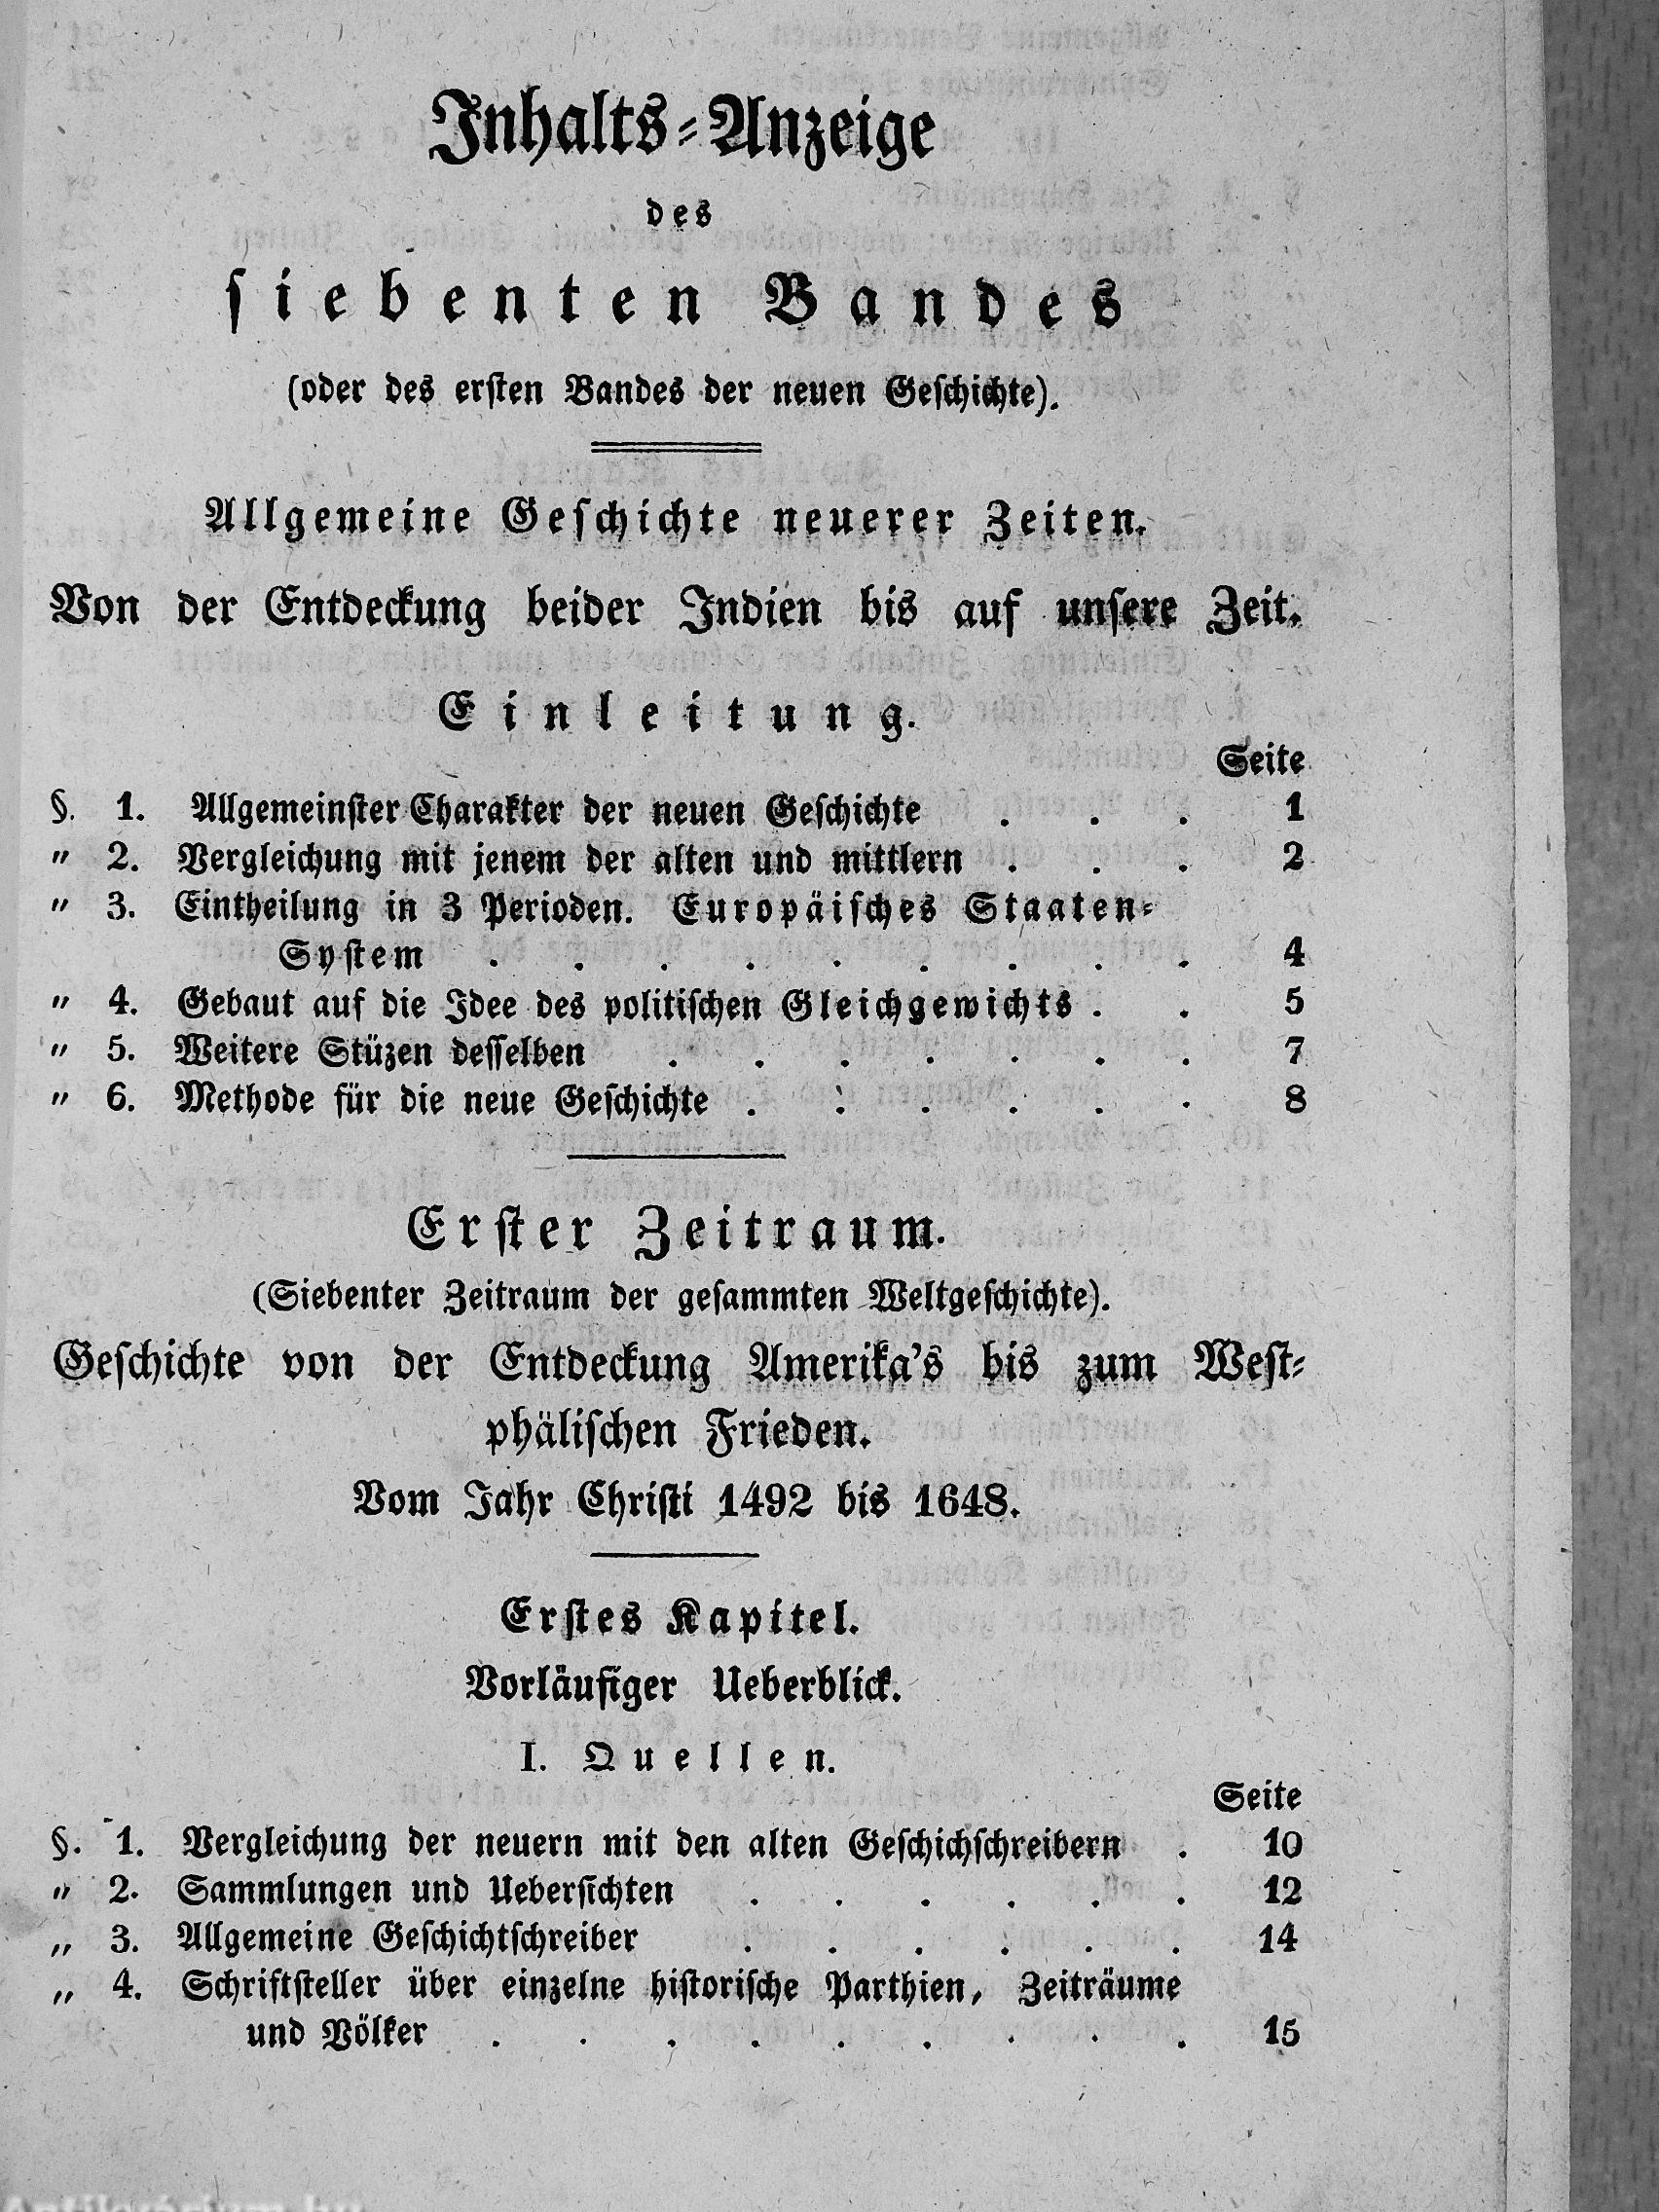 Inhalts-Anzeige
des
siebenten Bandes
(oder des ersten Bandes der neuen Geschichte).
Allgemeine Geschichte neuerer Zeiten.
Von der Entdeckung beider Indien bis auf unsere Zeit.
Einleitung.
Seite
§. 1. Allgemeinster Charakter der neuen Geschichte . . . 1
„ 2. Vergleichung mit jenem der alten und mittlern . . . 2
„ 3. Eintheilung in 3 Perioden. Europäisches Staaten-
System . . . . . . . . . 4
„ 4. Gebaut auf die Idee des politischen Gleichgewichts . . 5
„ 5. Weitere Stüzen desselben . . . . . . . 7
„ 6. Methode für die neue Geschichte . . . . . . 8
Erster Zeitraum.
(Siebenter Zeitraum der gesammten Weltgeschichte).
Geschichte von der Entdeckung Amerika's bis zum West-
phälischen Frieden.
Vom Jahr Christi 1492 bis 1648.
Erstes Kapitel.
Vorläufiger Ueberblick.
I. Quellen.
Seite
§. 1. Vergleichung der neuern mit den alten Geschichschreibern . 10
„ 2. Sammlungen und Uebersichten . . . . . . 12
„ 3. Allgemeine Geschichtschreiber . . . . . . 14
„ 4. Schriftsteller über einzelne historische Parthien, Zeiträume
und Völker . . . . . . . . . 15